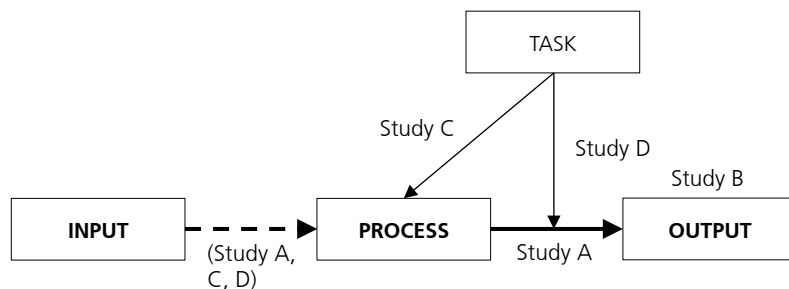 TASK
Study C
Study D
Study B
INPUT
PROCESS
OUTPUT
(Study A,
C, D)
Study A